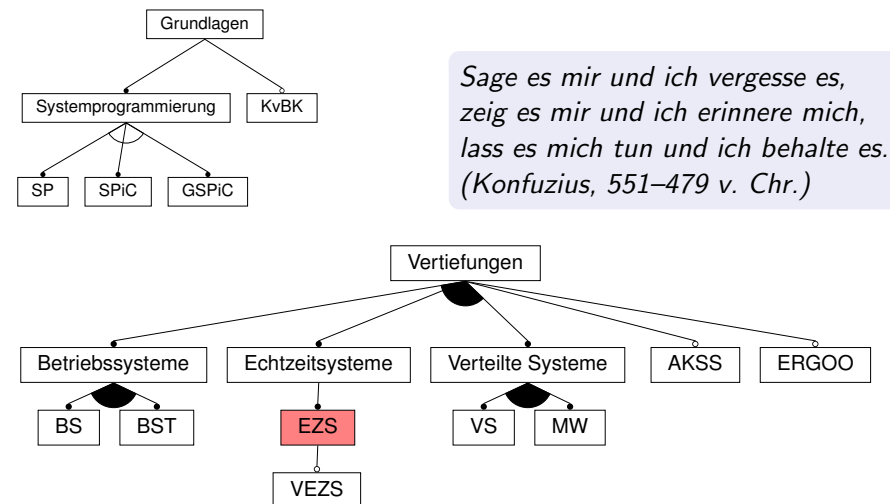 Grundlagen
Systemprogrammierung
KvBK
SP
SPiC
GSPiC
Sage es mir und ich vergesse es,
zeig es mir und ich erinnere mich,
lass es mich tun und ich behalte es.
(Konfuzius, 551–479 v. Chr.)
Vertiefungen
Betriebssysteme
Echtzeitsysteme
Verteilte Systeme
AKSS
ERGOO
BS
BST
EZS
VS
MW
VEZS